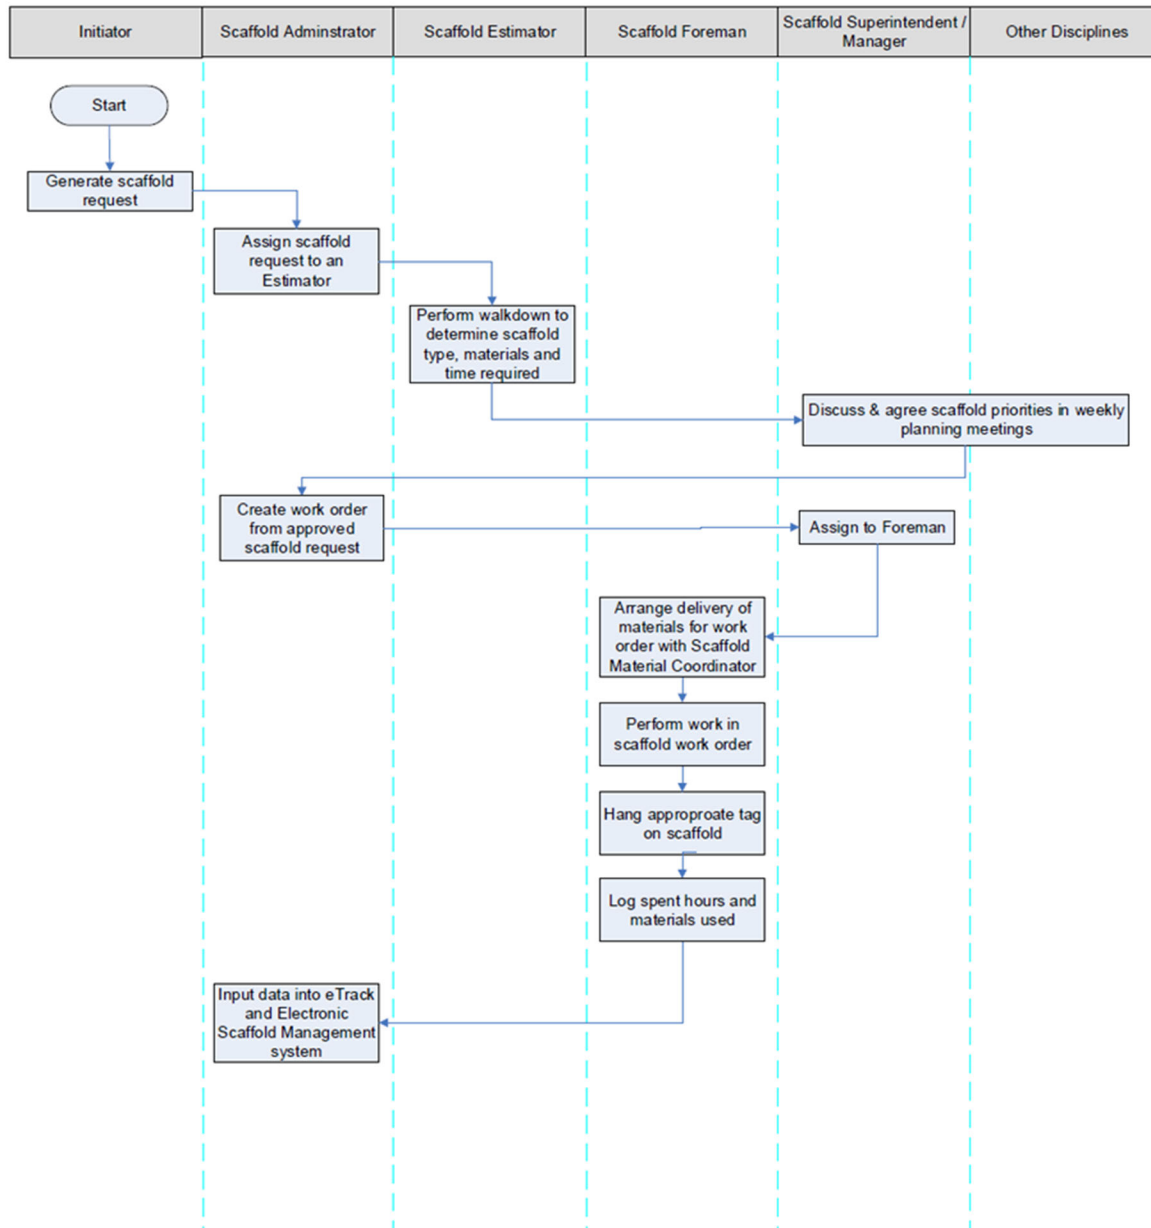 Initiator
Scaffold Adminstrator
Scaffold Estimator
Scaffold Foreman
Scaffold Superintendent /
Manager
Other Disciplines
Start
Generate scaffold
request
Assign scaffold
request to an
Estimator
Perform walkdown to
determine scaffold
type, materials and
time required
Discuss & agree scaffold priorities in weekly
planning meetings
Create work order
from approved
scaffold request
Assign to Foreman
Arrange delivery of
materials for work
order with Scaffold
Material Coordinator
Perform work in
scaffold work order
Hang approproate tag
on scaffold
Log spent hours and
materials used
Input data into eTrack
and Electronic
Scaffold Management
system